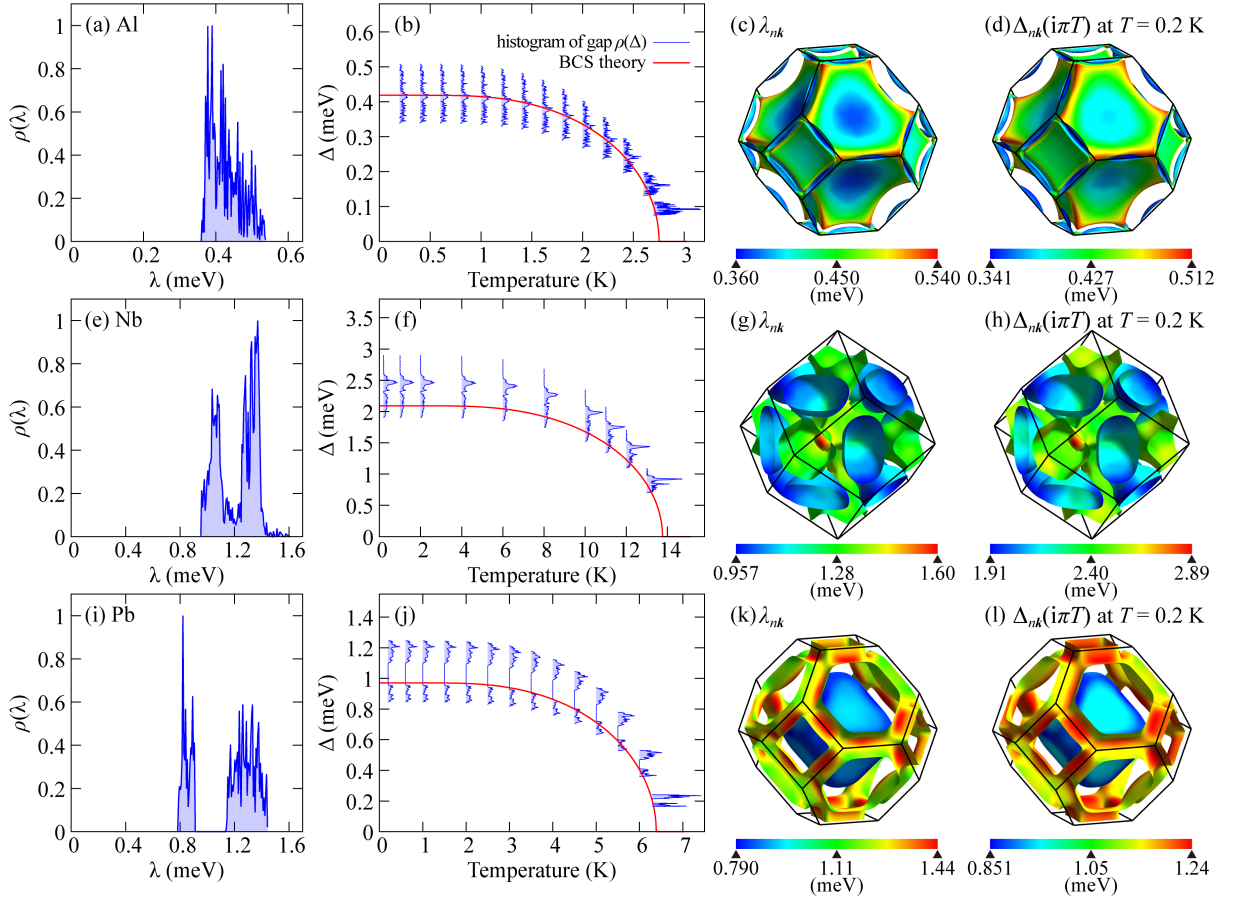 (a) Al
ρ(λ)
1
0.8
0.6
0.4
0.2
0
0 0.2 0.4 0.6
λ (meV)
(b)
histogram of gap ρ(Δ)
BCS theory
Δ (meV)
0.6
0.5
0.4
0.3
0.2
0.1
0
0 0.5 1 1.5 2 2.5 3
Temperature (K)
(c) λnk
0.360 0.450 0.540
(meV)
(d) Δnk(iπT) at T = 0.2 K
0.341 0.427 0.512
(meV)
(e) Nb
ρ(λ)
1
0.8
0.6
0.4
0.2
0
0 0.4 0.8 1.2 1.6
λ (meV)
(f)
Δ (meV)
3.5
3
2.5
2
1.5
1
0.5
0
0 2 4 6 8 10 12 14
Temperature (K)
(g) λnk
0.957 1.28 1.60
(meV)
(h) Δnk(iπT) at T = 0.2 K
1.91 2.40 2.89
(meV)
(i) Pb
ρ(λ)
1
0.8
0.6
0.4
0.2
0
0 0.4 0.8 1.2 1.6
λ (meV)
(j)
Δ (meV)
1.4
1.2
1
0.8
0.6
0.4
0.2
0
0 1 2 3 4 5 6 7
Temperature (K)
(k) λnk
0.790 1.11 1.44
(meV)
(l) Δnk(iπT) at T = 0.2 K
0.851 1.05 1.24
(meV)